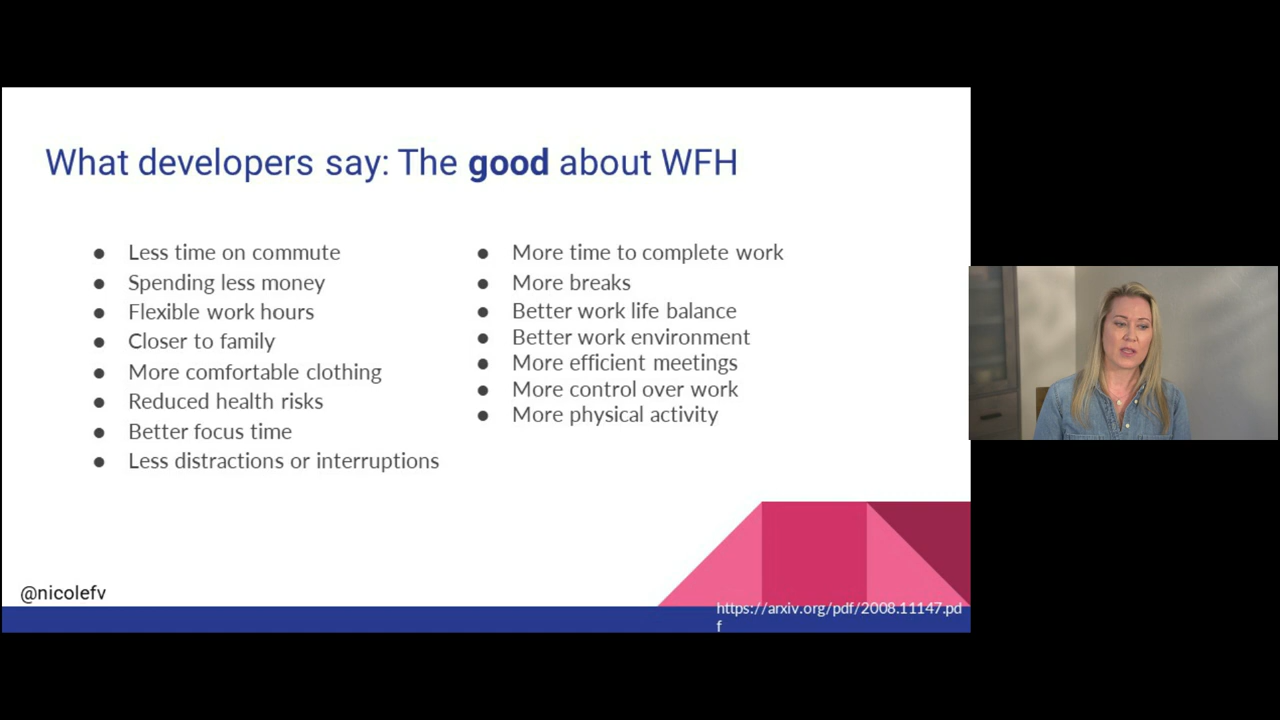 What developers say: The good about WFH
Less time on commute
Spending less money
Flexible work hours
Closer to family
More comfortable clothing
Reduced health risks
Better focus time
Less distractions or interruptions
More time to complete work
More breaks
Better work life balance
Better work environment
More efficient meetings
More control over work
More physical activity
@nicolefv
https://arxiv.org/pdf/2008.11147.pd
f